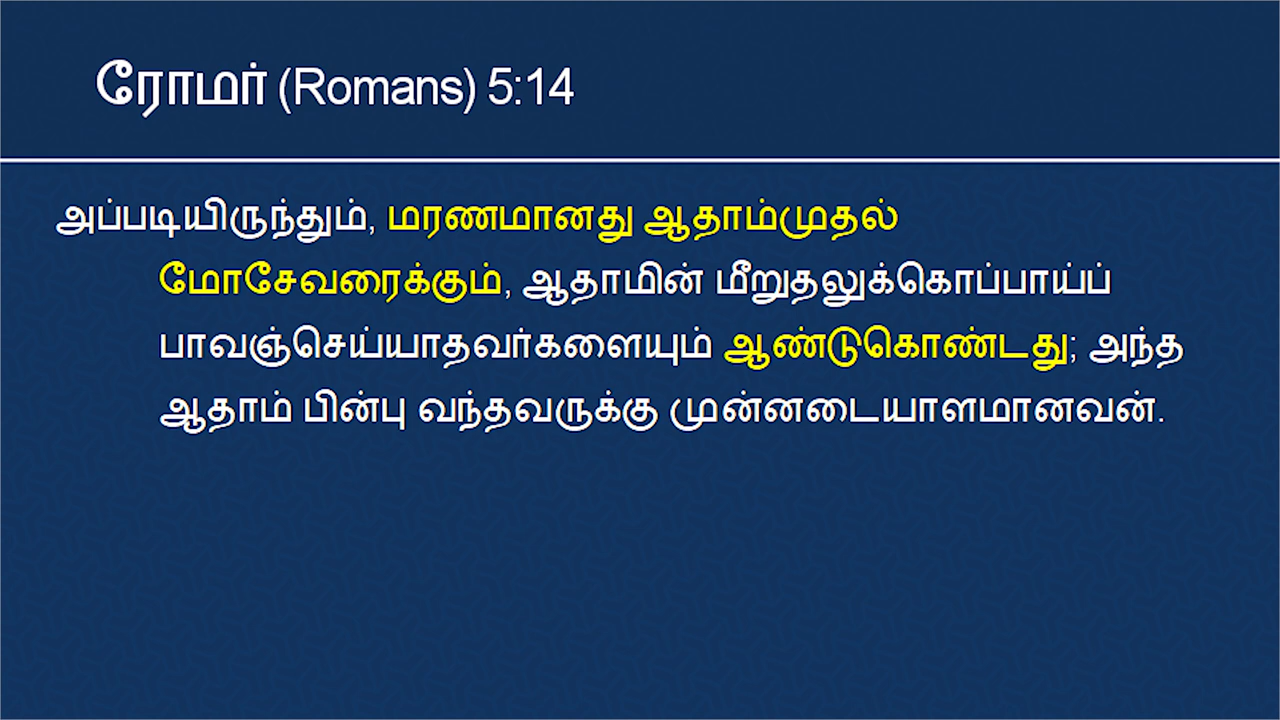 ரோமர் (Romans) 5:14
அப்படியிருந்தும், மரணமானது ஆதாம்முதல்
மோசேவரைக்கும், ஆதாமின் மீறுதலுக்கொப்பாய்ப்
பாவஞ்செய்யாதவர்களையும் ஆண்டுகொண்டது; அந்த
ஆதாம் பின்பு வந்தவருக்கு முன்னடையாளமானவன்.